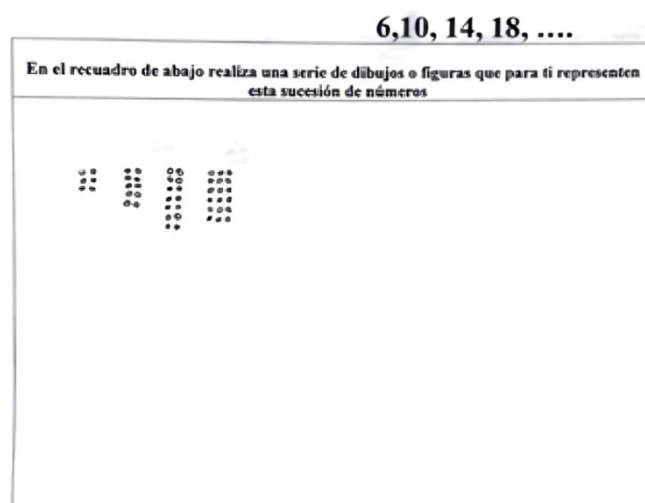 6,10, 14, 18, ....
En el recuadro de abajo realiza una serie de dibujos o figuras que para ti representen
esta sucesión de números